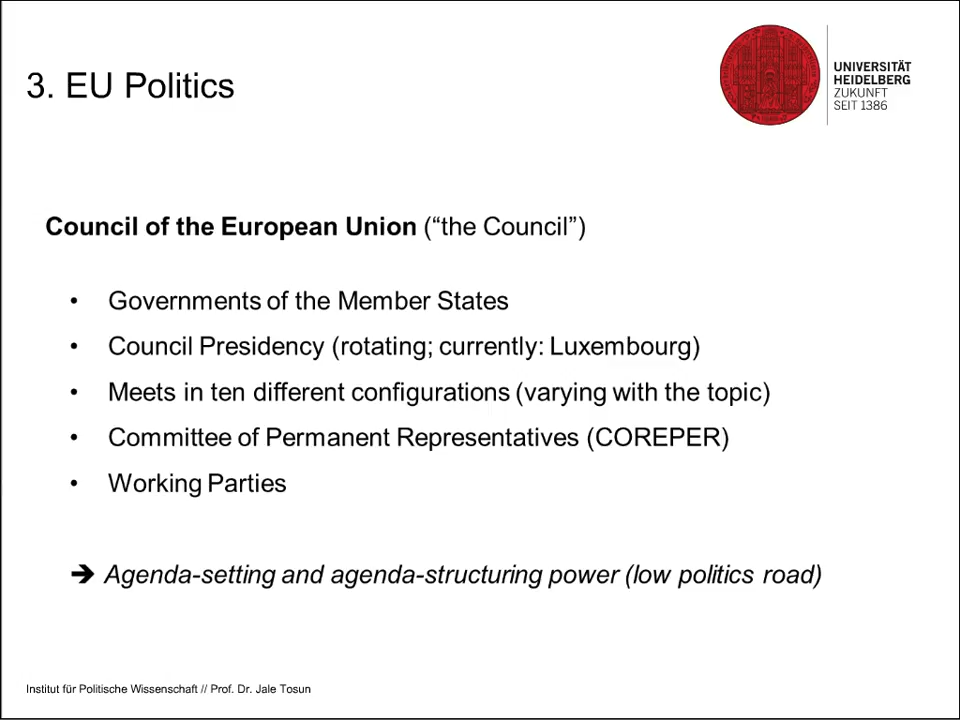 3. EU Politics
UNIVERSITÄT
HEIDELBERG
ZUKUNFT
SEIT 1386
Council of the European Union (“the Council”)
• Governments of the Member States
• Council Presidency (rotating; currently: Luxembourg)
• Meets in ten different configurations (varying with the topic)
• Committee of Permanent Representatives (COREPER)
• Working Parties
➔ Agenda-setting and agenda-structuring power (low politics road)
Institut für Politische Wissenschaft // Prof. Dr. Jale Tosun